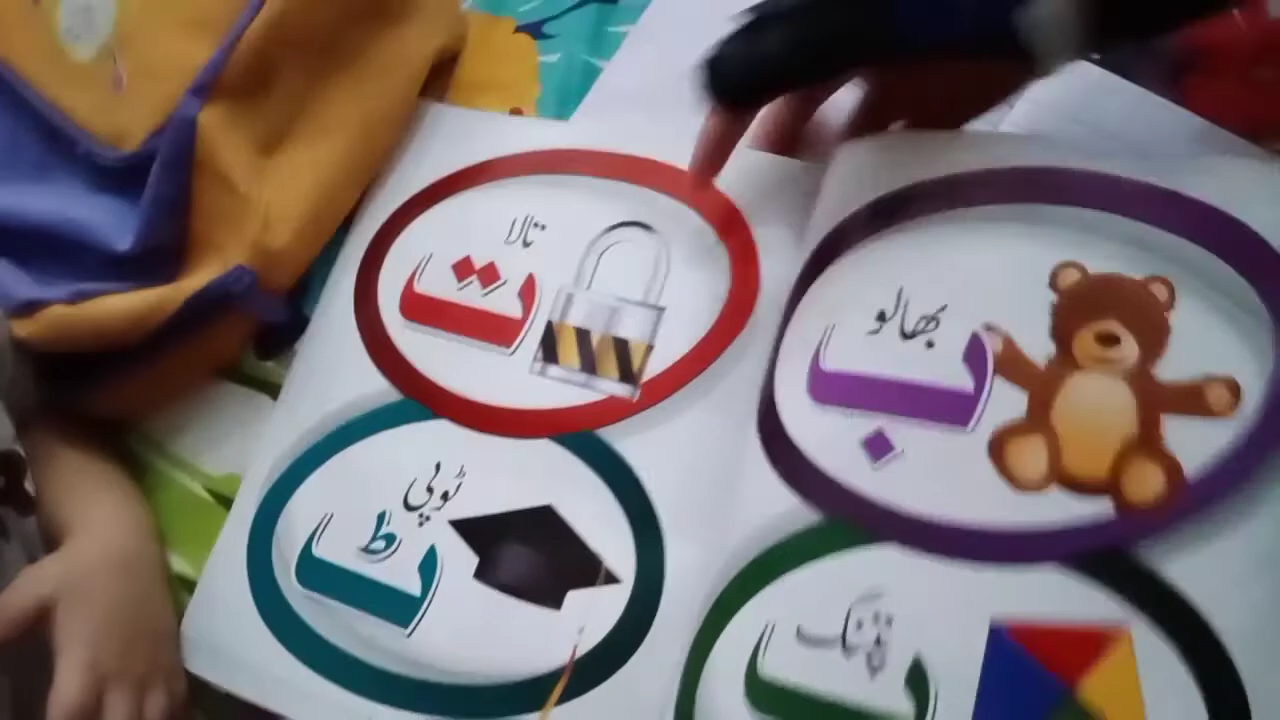 بھالو
ب
پتنگ
پ
تالا
ت
ٹوپی
ٹ